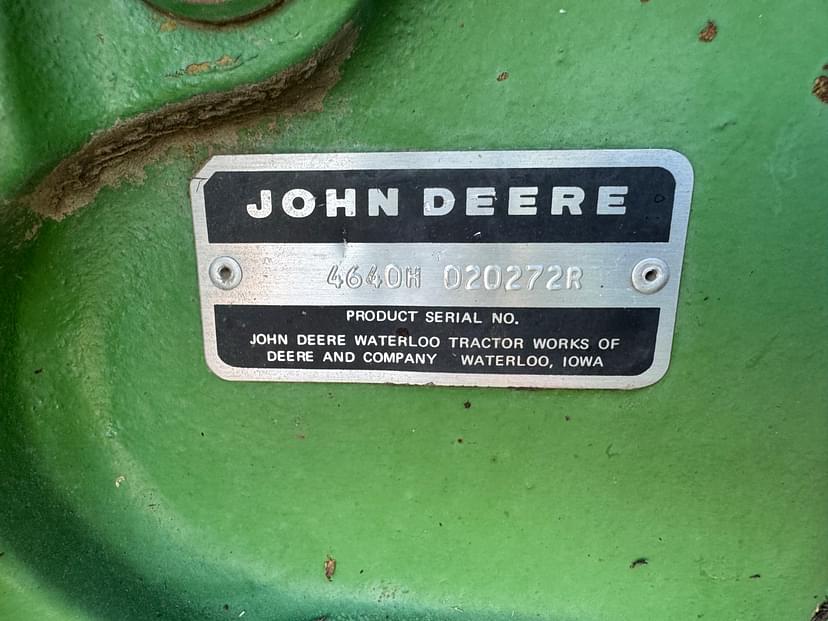 JOHN DEERE
4640H 020272R
PRODUCT SERIAL NO.
JOHN DEERE WATERLOO TRACTOR WORKS OF
DEERE AND COMPANY WATERLOO, IOWA